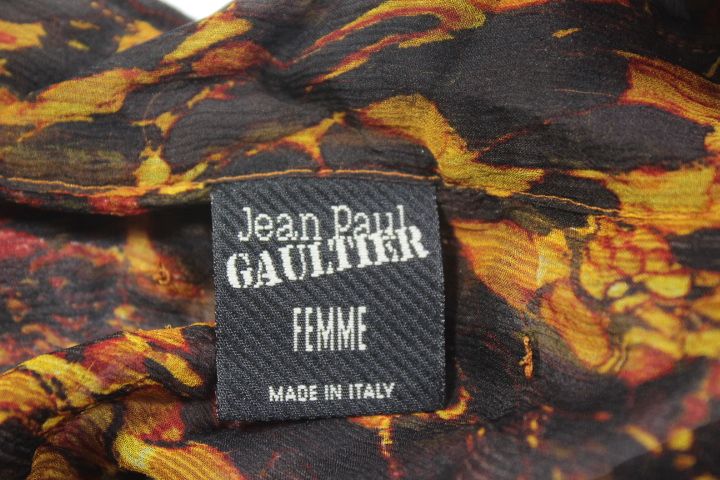 Jean Paul
GAULTIER
FEMME
MADE IN ITALY